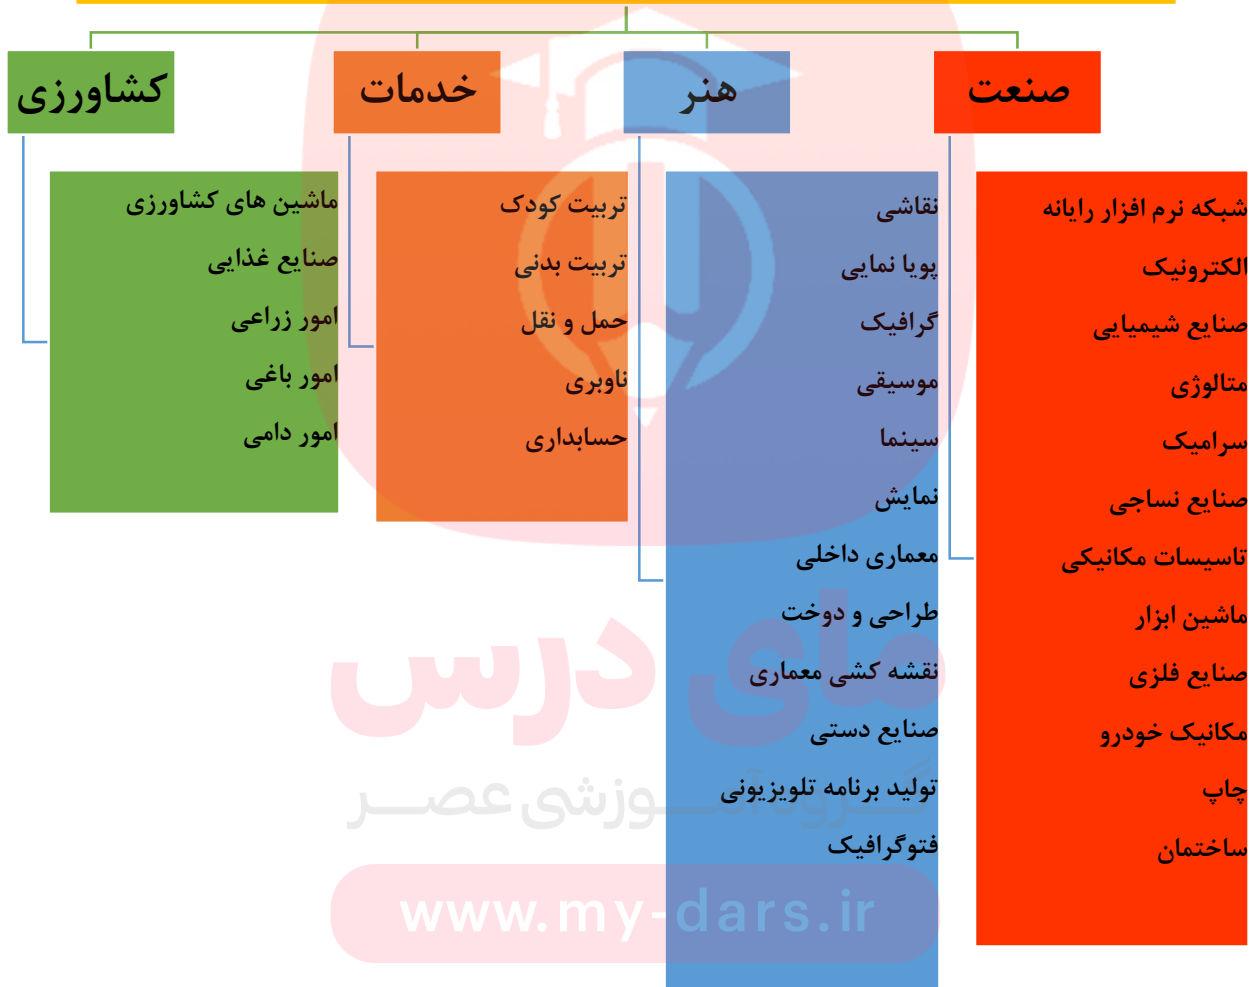 صنعت
شبکه نرم افزار رایانه
الکترونیک
صنایع شیمیایی
متالوژی
سرامیک
صنایع نساجی
تاسیسات مکانیکی
ماشین ابزار
صنایع فلزی
مکانیک خودرو
چاپ
ساختمان
هنر
نقاشی
پویا نمایی
گرافیک
موسیقی
سینما
نمایش
معماری داخلی
طراحی و دوخت
نقشه کشی معماری
صنایع دستی
تولید برنامه تلویزیونی
فتوگرافیک
خدمات
تربیت کودک
تربیت بدنی
حمل و نقل
ناوبری
حسابداری
کشاورزی
ماشین های کشاورزی
صنایع غذایی
امور زراعی
امور باغی
امور دامی
مای درس
گروه آموزشی عصر
www.my-dars.ir